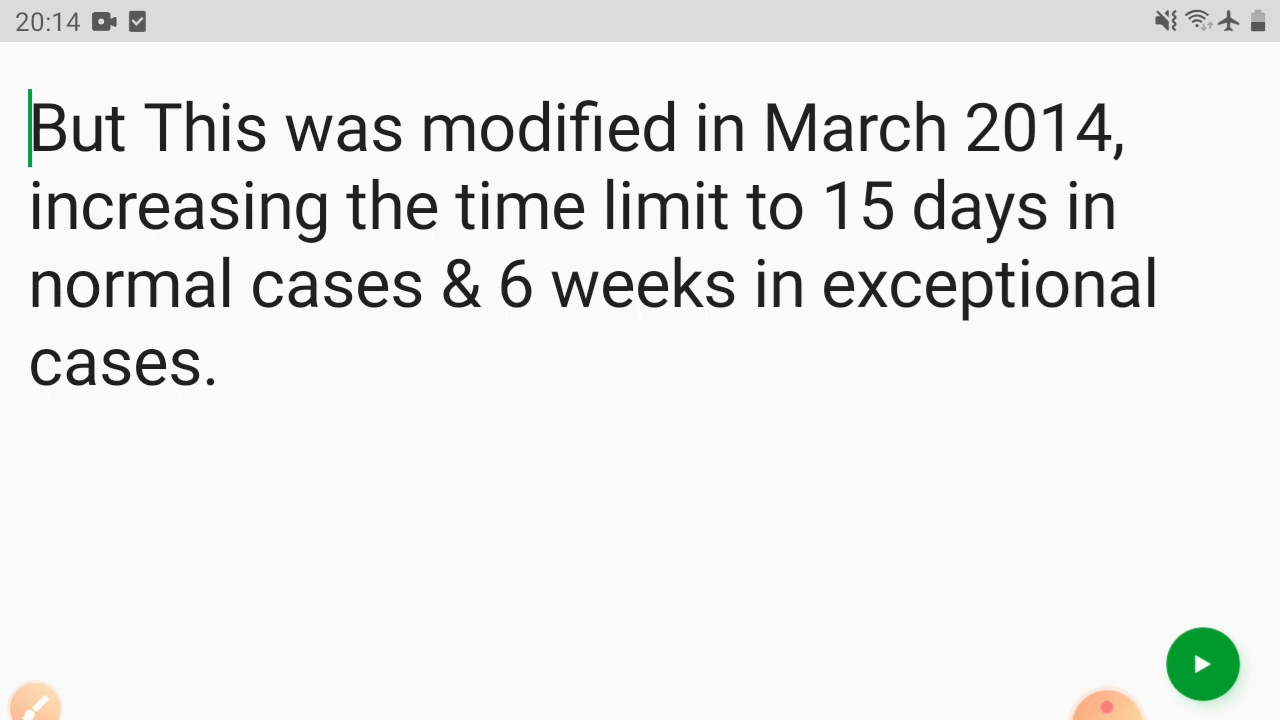 20:14
But This was modified in March 2014,
increasing the time limit to 15 days in
normal cases & 6 weeks in exceptional
cases.